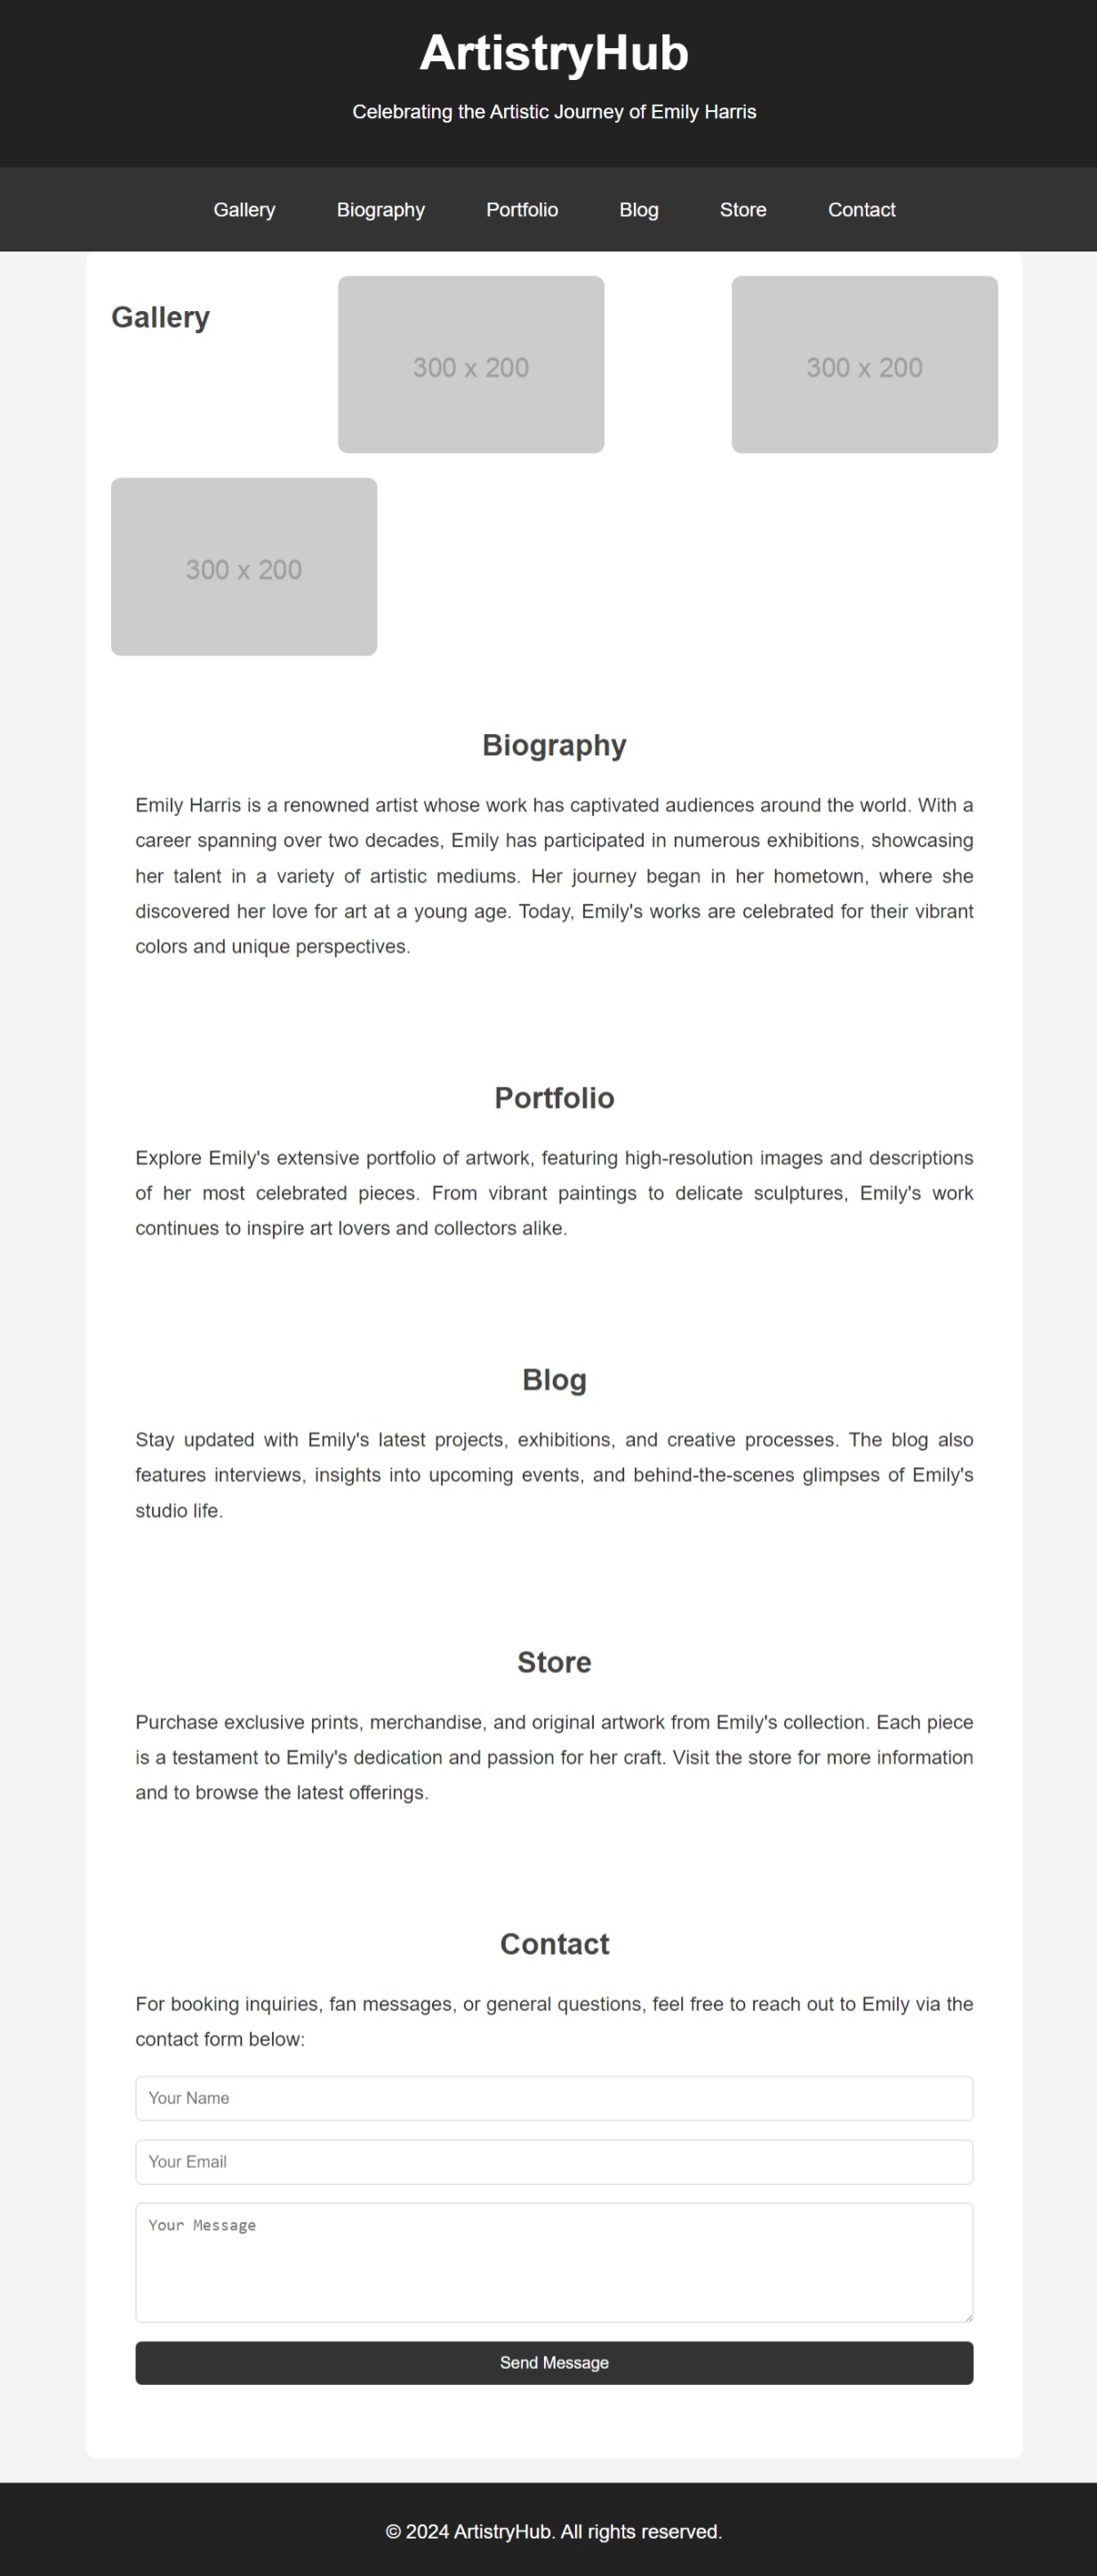 ArtistryHub
Celebrating the Artistic Journey of Emily Harris
Gallery Biography Portfolio Blog Store Contact
Gallery
300 x 200
300 x 200
300 x 200
Biography
Emily Harris is a renowned artist whose work has captivated audiences around the world. With a
career spanning over two decades, Emily has participated in numerous exhibitions, showcasing
her talent in a variety of artistic mediums. Her journey began in her hometown, where she
discovered her love for art at a young age. Today, Emily's works are celebrated for their vibrant
colors and unique perspectives.
Portfolio
Explore Emily's extensive portfolio of artwork, featuring high-resolution images and descriptions
of her most celebrated pieces. From vibrant paintings to delicate sculptures, Emily's work
continues to inspire art lovers and collectors alike.
Blog
Stay updated with Emily's latest projects, exhibitions, and creative processes. The blog also
features interviews, insights into upcoming events, and behind-the-scenes glimpses of Emily's
studio life.
Store
Purchase exclusive prints, merchandise, and original artwork from Emily's collection. Each piece
is a testament to Emily's dedication and passion for her craft. Visit the store for more information
and to browse the latest offerings.
Contact
For booking inquiries, fan messages, or general questions, feel free to reach out to Emily via the
contact form below:
Your Name
Your Email
Your Message
Send Message
© 2024 ArtistryHub. All rights reserved.